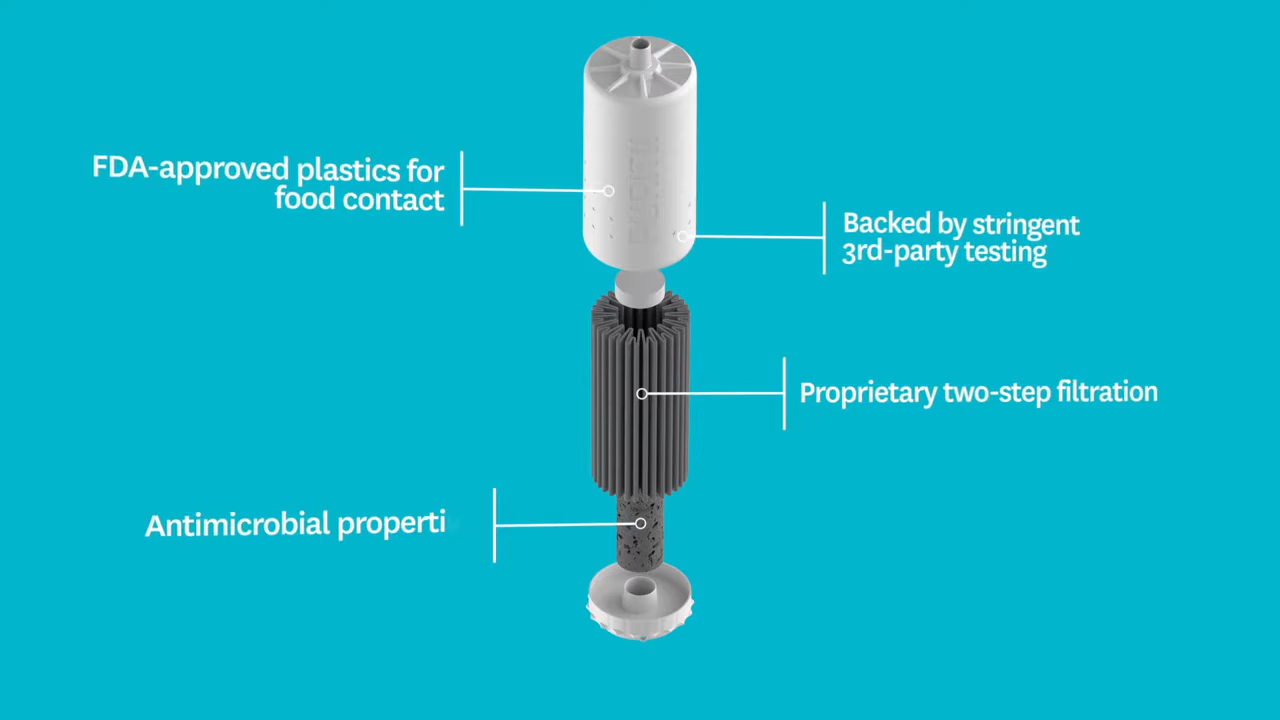 FDA-approved plastics for
food contact
Backed by stringent
3rd-party testing
Proprietary two-step filtration
Antimicrobial properti